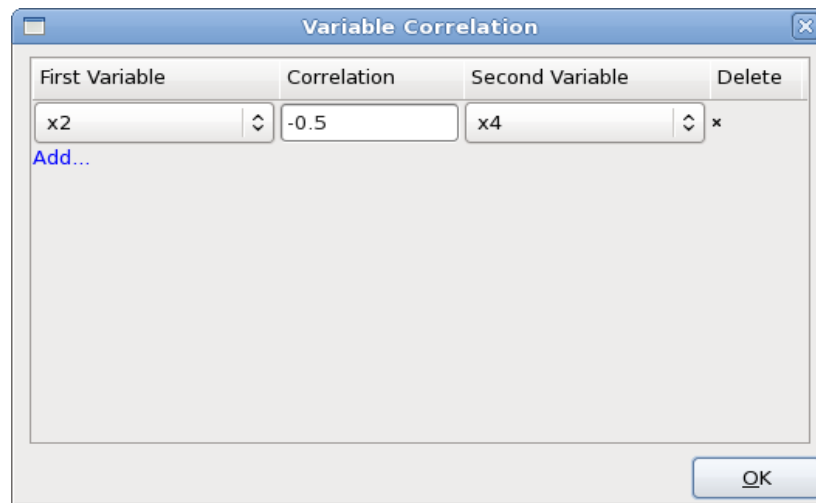 Variable Correlation
First Variable Correlation Second Variable Delete
x2 -0.5 x4 ×
Add...
OK